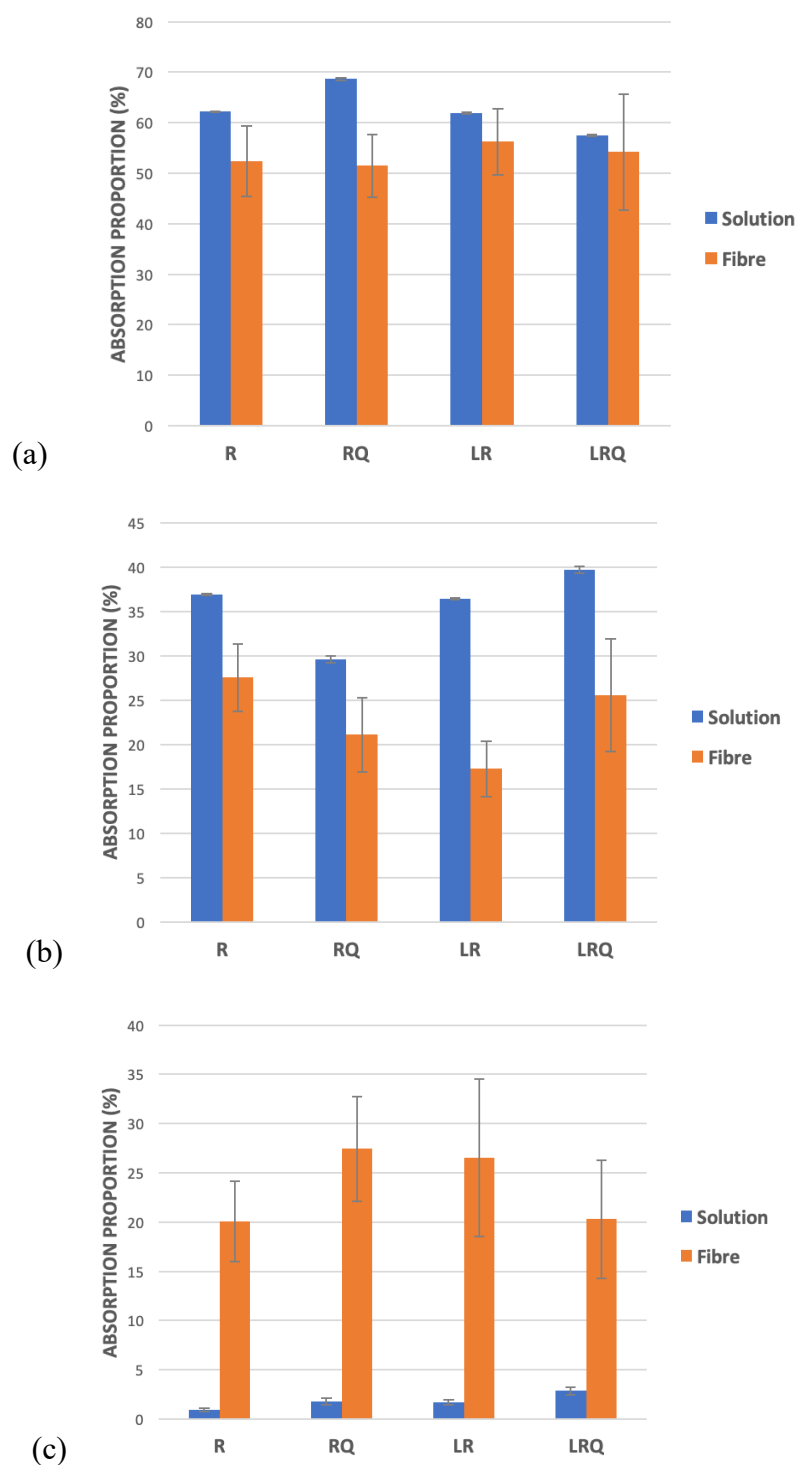 80
70
60
50
40
30
20
10
0
ABSORPTION PROPORTION (%)
R RQ LR LRQ
Solution
Fibre
(a)
45
40
35
30
25
20
15
10
5
0
ABSORPTION PROPORTION (%)
R RQ LR LRQ
Solution
Fibre
(b)
40
35
30
25
20
15
10
5
0
ABSORPTION PROPORTION (%)
R RQ LR LRQ
Solution
Fibre
(c)